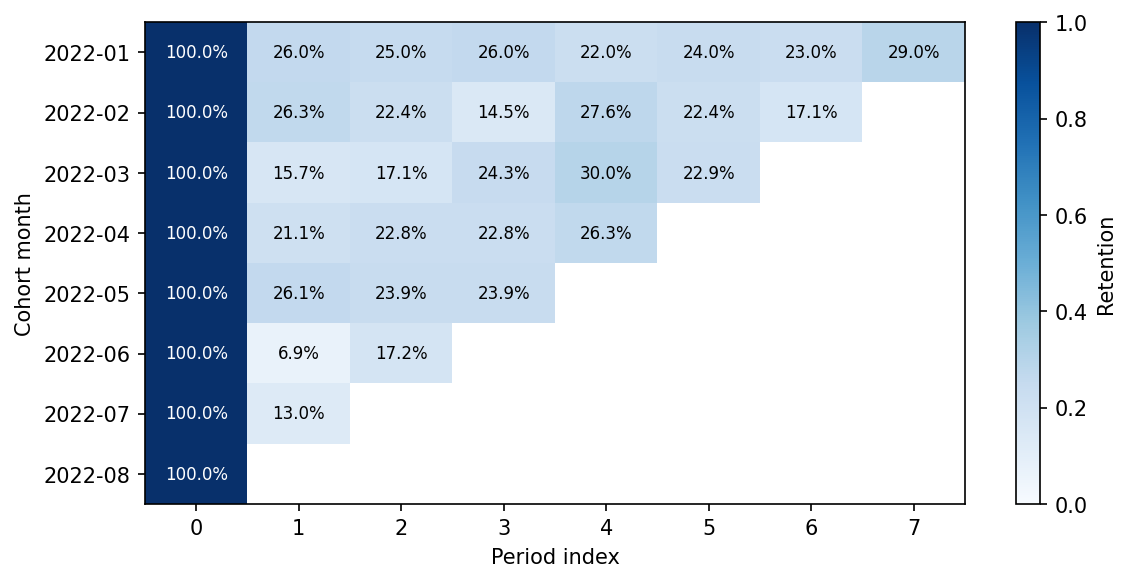 2022-01 100.0% 26.0% 25.0% 26.0% 22.0% 24.0% 23.0% 29.0%
2022-02 100.0% 26.3% 22.4% 14.5% 27.6% 22.4% 17.1%
2022-03 100.0% 15.7% 17.1% 24.3% 30.0% 22.9%
2022-04 100.0% 21.1% 22.8% 22.8% 26.3%
2022-05 100.0% 26.1% 23.9% 23.9%
2022-06 100.0% 6.9% 17.2%
2022-07 100.0% 13.0%
2022-08 100.0%
0 1 2 3 4 5 6 7
Period index
Cohort month
1.0
0.8
0.6
0.4
0.2
0.0
Retention